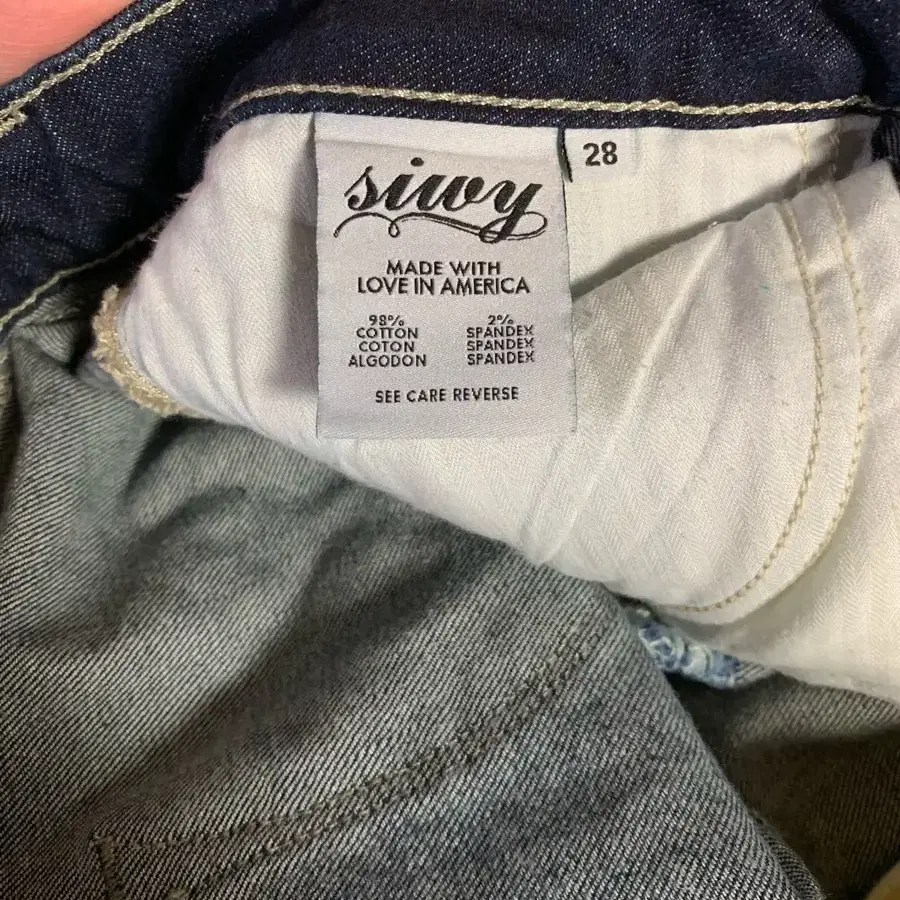 siwy
28
MADE WITH
LOVE IN AMERICA
98% 2%
COTTON SPANDEX
COTON SPANDEX
ALGODON SPANDEX
SEE CARE REVERSE